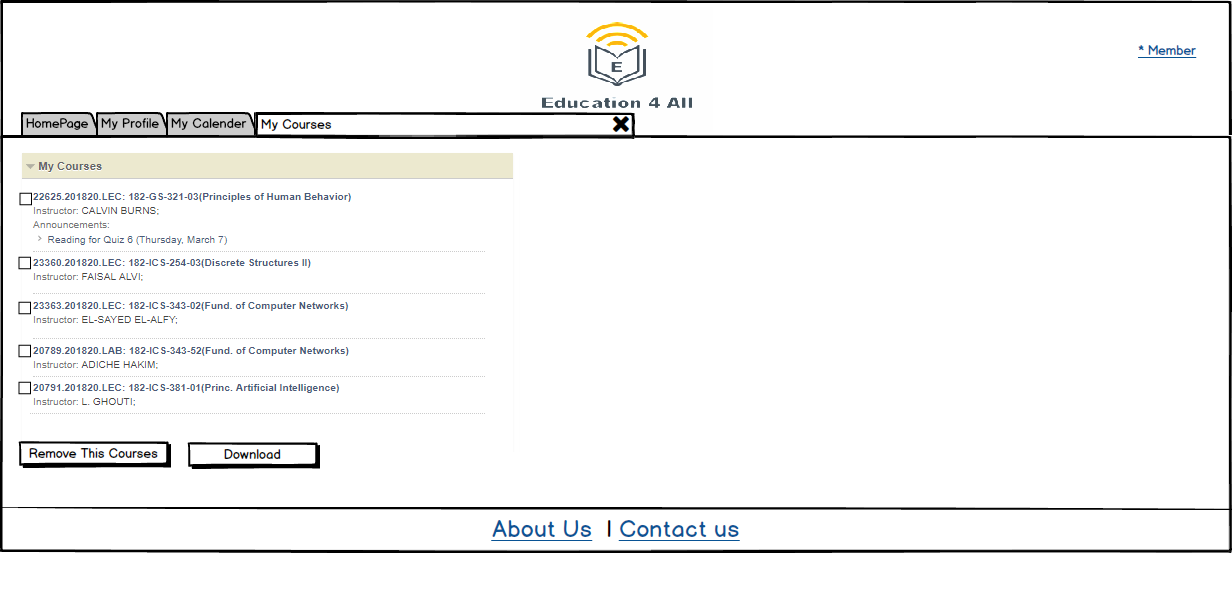 E
Education 4 All
* Member
HomePage
My Profile
My Calender
My Courses
My Courses
22625.201820.LEC: 182-GS-321-03(Principles of Human Behavior)
Instructor: CALVIN BURNS;
Announcements:
Reading for Quiz 6 (Thursday, March 7)
23360.201820.LEC: 182-ICS-254-03(Discrete Structures II)
Instructor: FAISAL ALVI;
23363.201820.LEC: 182-ICS-343-02(Fund. of Computer Networks)
Instructor: EL-SAYED EL-ALFY;
20789.201820.LAB: 182-ICS-343-52(Fund. of Computer Networks)
Instructor: ADICHE HAKIM;
20791.201820.LEC: 182-ICS-381-01(Princ. Artificial Intelligence)
Instructor: L. GHOUTI;
Remove This Courses
Download
About Us | Contact us